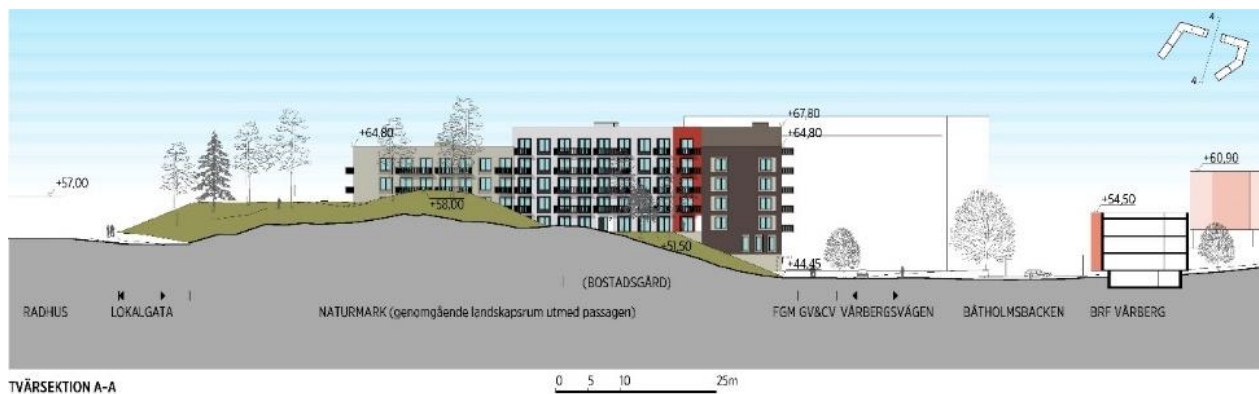 4
4
+67,80
+64,80
+64,80
+60,90
+57,00
+58,00
+54,50
+51,50
+44,45
(BOSTADSGÅRD)
RADHUS LOKALGATA NATURMARK (genomgående landskapsrum utmed passagen) FGM GV&CV VÅRBERGSVÄGEN BÅTHOLMSBACKEN BRF VÅRBERG
TVÄRSEKTION A-A
0 5 10 25m